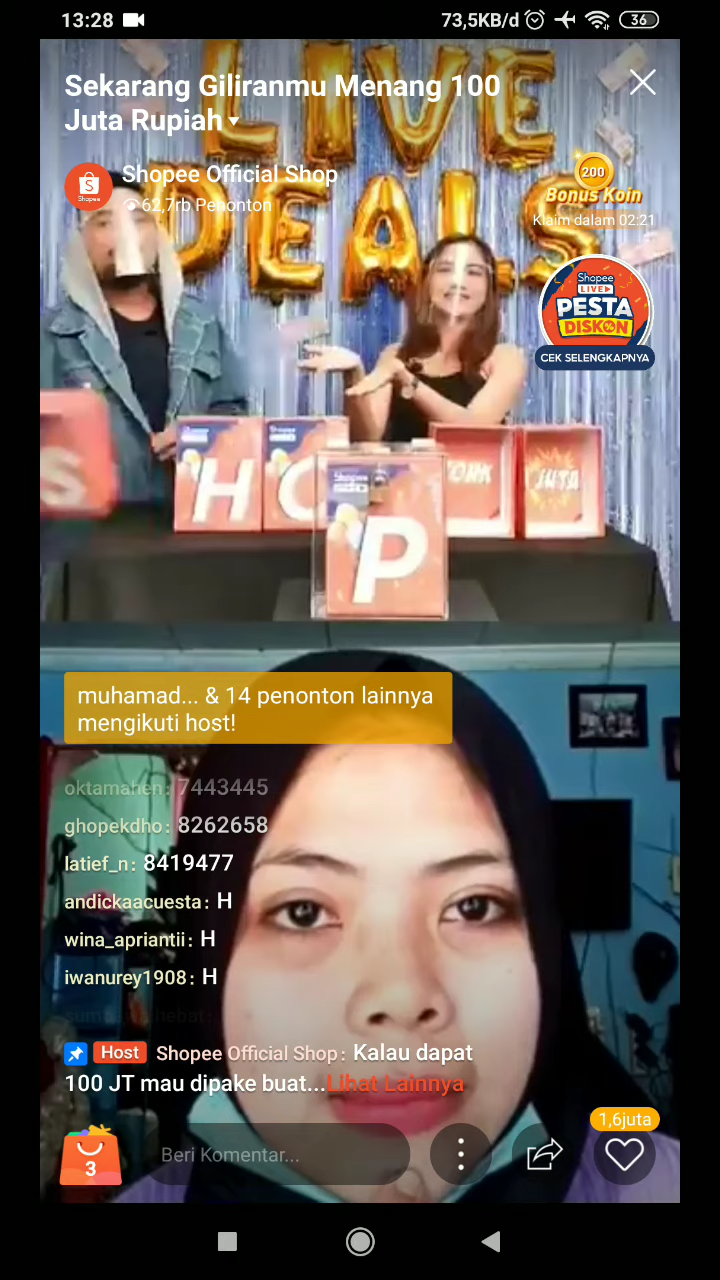 13:28
73,5KB/d
36
LIVE
DEALS
Sekarang Giliranmu Menang 100
Juta Rupiah
Shopee
Shopee Official Shop
62,7rb Penonton
200
Bonus Koin
Klaim dalam 02:21
Shopee
LIVE
PESTA
DISKON
CEK SELENGKAPNYA
S
H
O
P
JUTA
muhamad... & 14 penonton lainnya
mengikuti host!
oktamahen: 7443445
ghopekdho: 8262658
latief_n: 8419477
andickaacuesta: H
wina_apriantii: H
iwanurey1908: H
Host Shopee Official Shop: Kalau dapat
100 JT mau dipake buat...Lihat Lainnya
1,6juta
3
Beri Komentar...